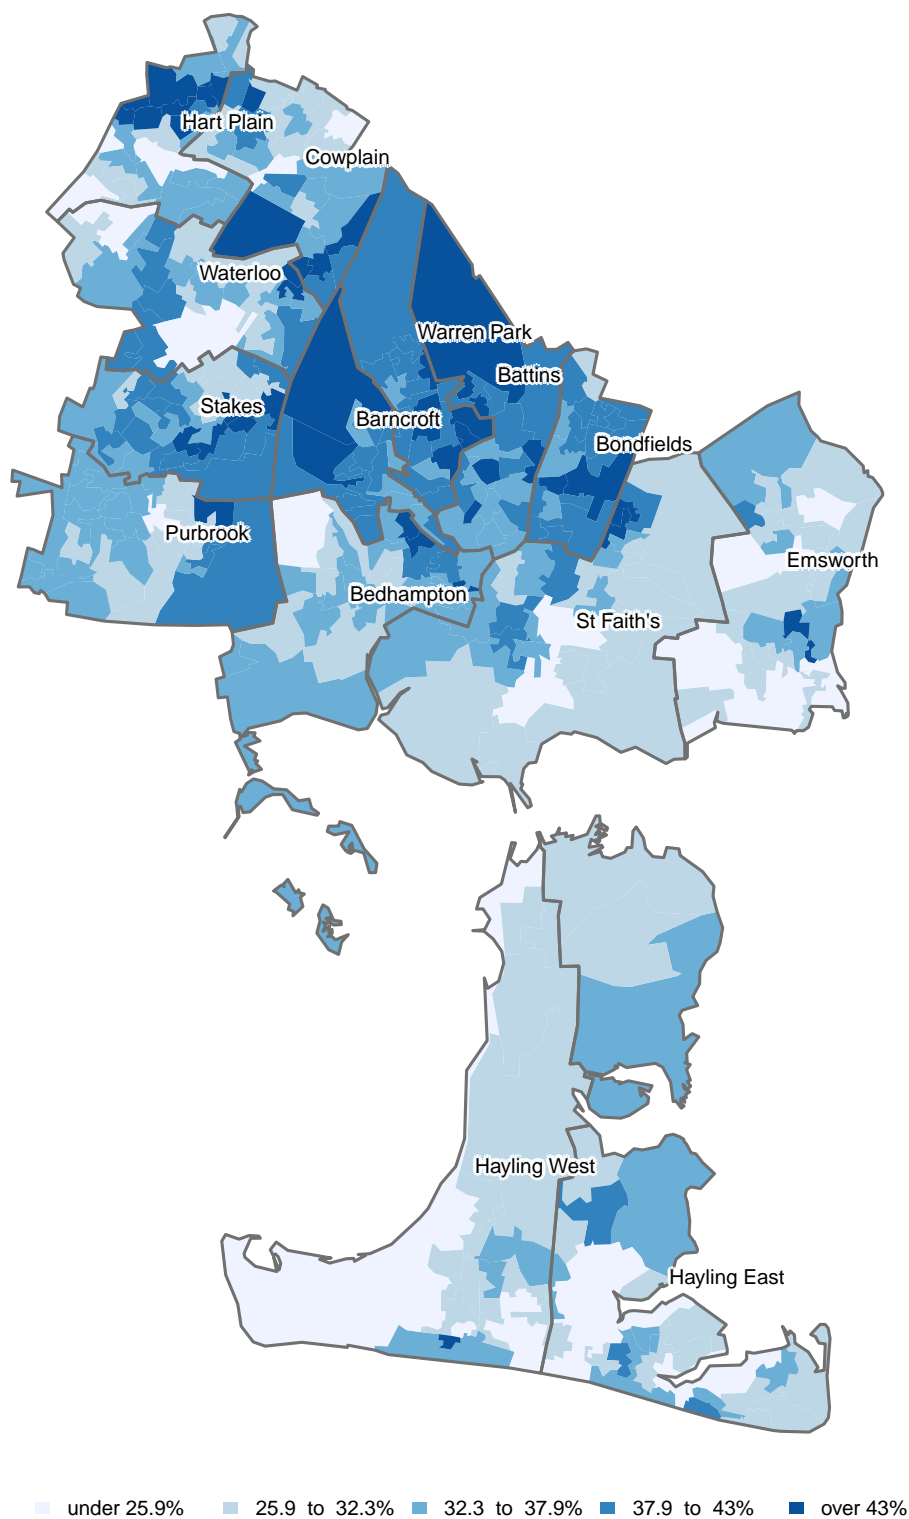 Hart Plain
Cowplain
Waterloo
Warren Park
Battins
Stakes
Barncroft
Bondfields
Purbrook
Emsworth
Bedhampton
St Faith's
Hayling West
Hayling East
under 25.9% 25.9 to 32.3% 32.3 to 37.9% 37.9 to 43% over 43%